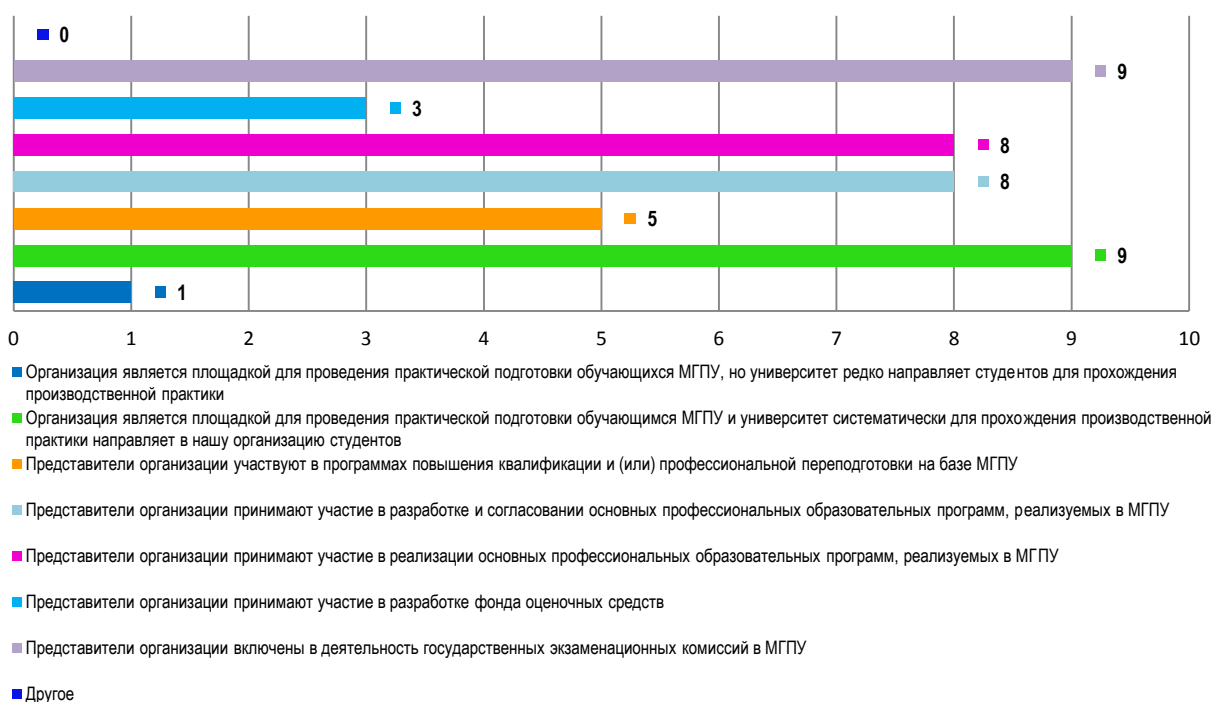 0
9
3
8
8
5
9
1
0 1 2 3 4 5 6 7 8 9 10
Организация является площадкой для проведения практической подготовки обучающихся МГПУ, но университет редко направляет студентов для прохождения
производственной практики
Организация является площадкой для проведения практической подготовки обучающимся МГПУ и университет систематически для прохождения производственной
практики направляет в нашу организацию студентов
Представители организации участвуют в программах повышения квалификации и (или) профессиональной переподготовки на базе МГПУ
Представители организации принимают участие в разработке и согласовании основных профессиональных образовательных программ, реализуемых в МГПУ
Представители организации принимают участие в реализации основных профессиональных образовательных программ, реализуемых в МГПУ
Представители организации принимают участие в разработке фонда оценочных средств
Представители организации включены в деятельность государственных экзаменационных комиссий в МГПУ
Другое